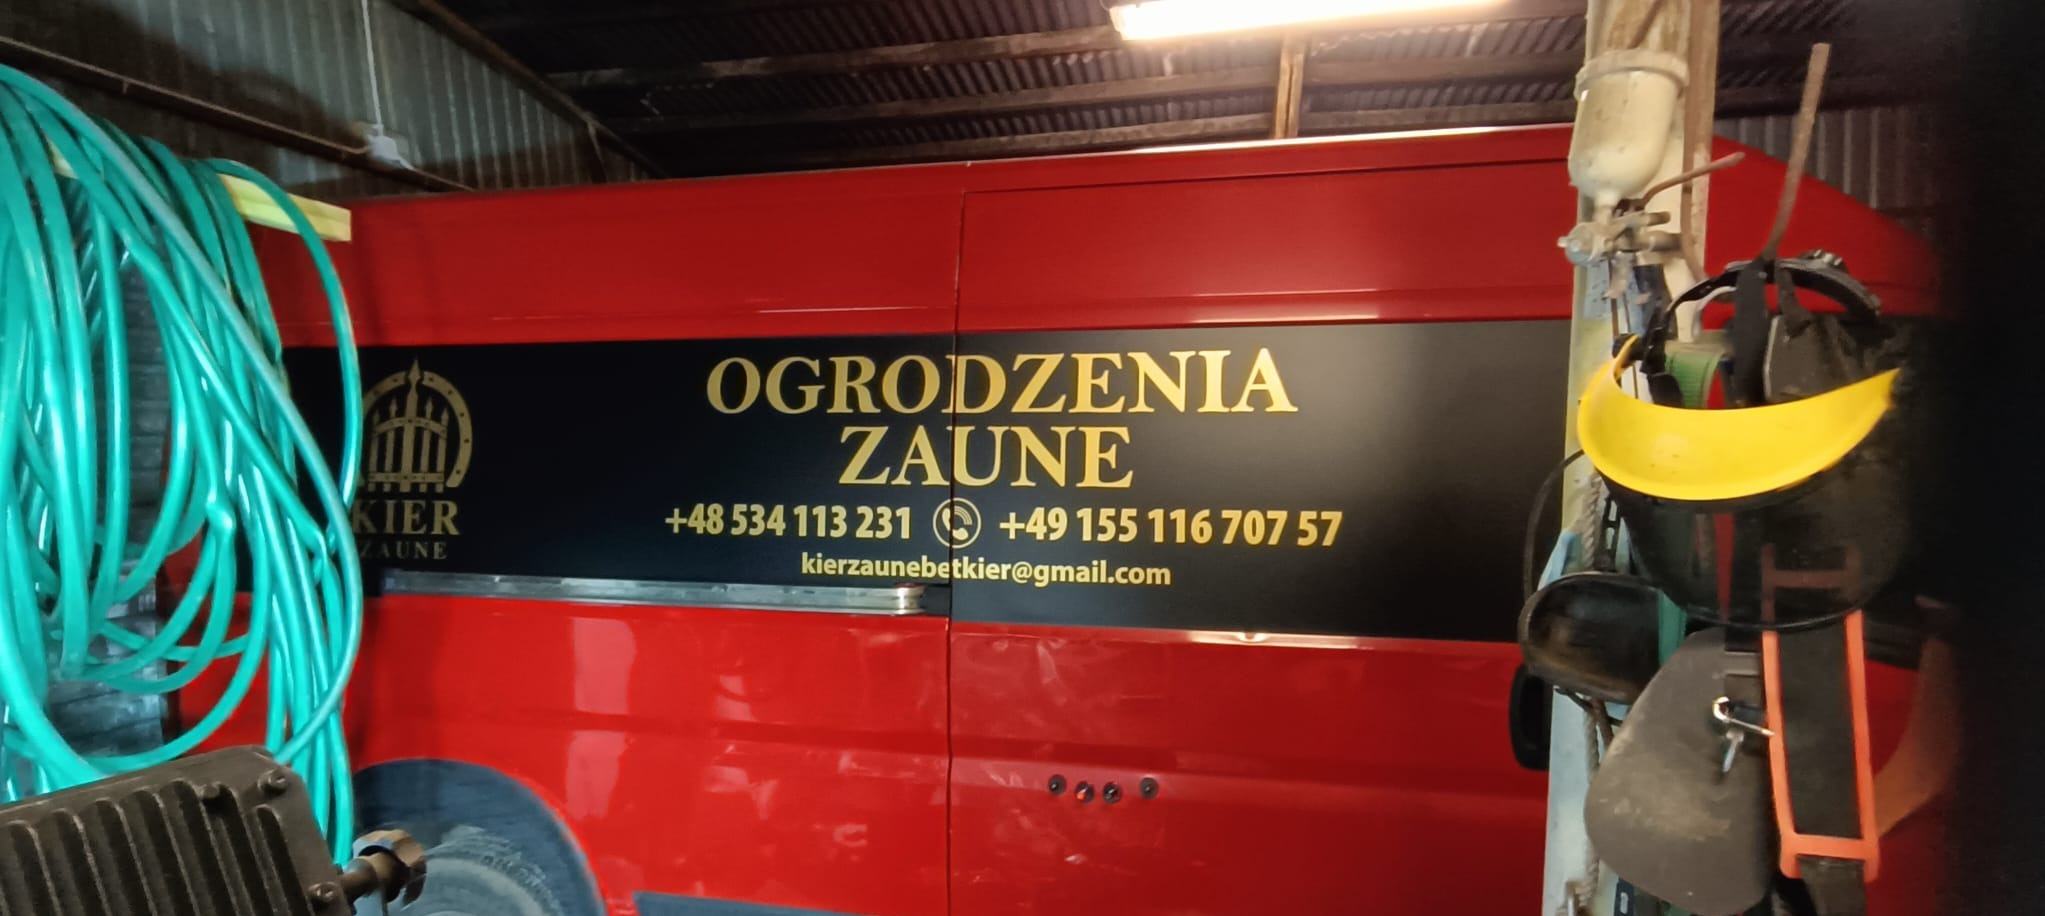 KIER
ZAUNE
OGRODZENIA
ZAUNE
+48 534 113 231 +49 155 116 707 57
kierzaunebetkier@gmail.com